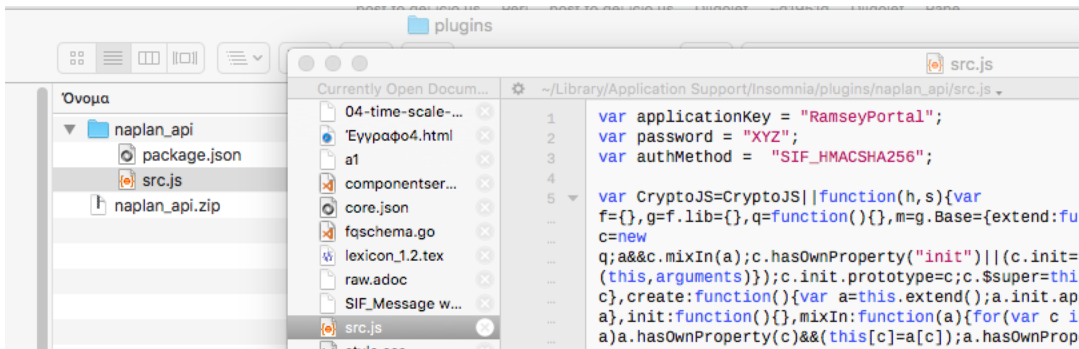 plugins
src.js
Όνομα
naplan_api
package.json
src.js
naplan_api.zip
Currently Open Docum...
04-time-scale-...
Έγγραφο4.html
a1
componentser...
core.json
fqschema.go
lexicon_1.2.tex
raw.adoc
SIF_Message w...
src.js
~/Library/Application Support/Insomnia/plugins/naplan_api/src.js
1 var applicationKey = "RamseyPortal";
2 var password = "XYZ";
3 var authMethod =  "SIF_HMACSHA256";
4
5 var CryptoJS=CryptoJS||function(h,s){var
f={},g=f.lib={},q=function(){},m=g.Base={extend:fu
c=new
q;a&&c.mixIn(a);c.hasOwnProperty("init")||(c.init=
(this,arguments)});c.init.prototype=c;c.$super=thi
c},create:function(){var a=this.extend();a.init.ap
a},init:function(){},mixIn:function(a){for(var c i
a)a.hasOwnProperty(c)&&(this[c]=a[c]);a.hasOwnProp